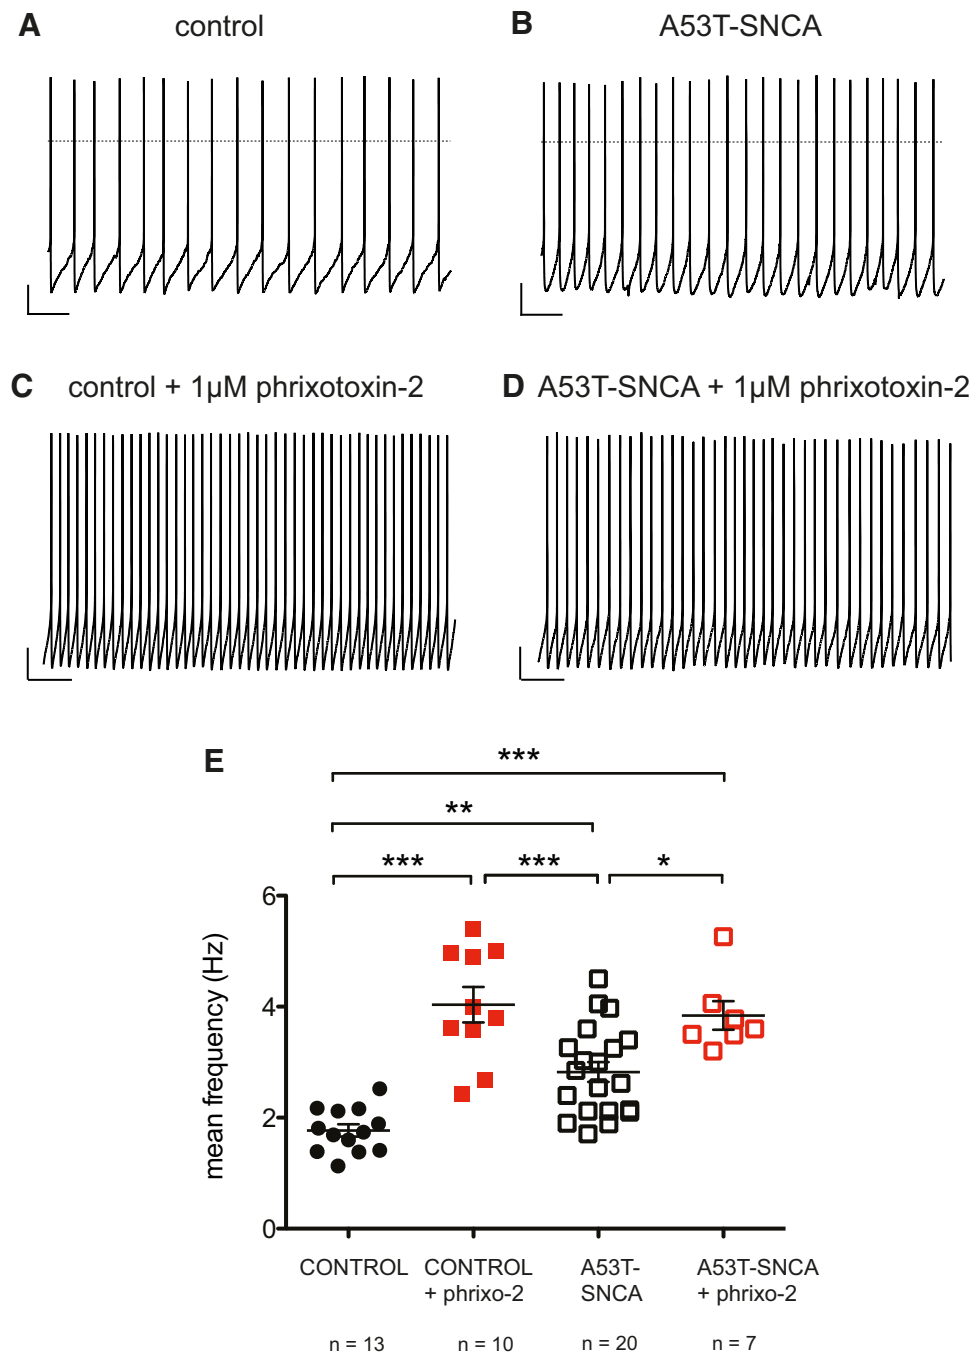 A control
B A53T-SNCA
C control + 1µM phrixotoxin-2
D A53T-SNCA + 1µM phrixotoxin-2
E
***
**
*** *** *
mean frequency (Hz)
6
4
2
0
CONTROL
CONTROL
+ phrixo-2
A53T-
SNCA
A53T-SNCA
+ phrixo-2
n = 13
n = 10
n = 20
n = 7